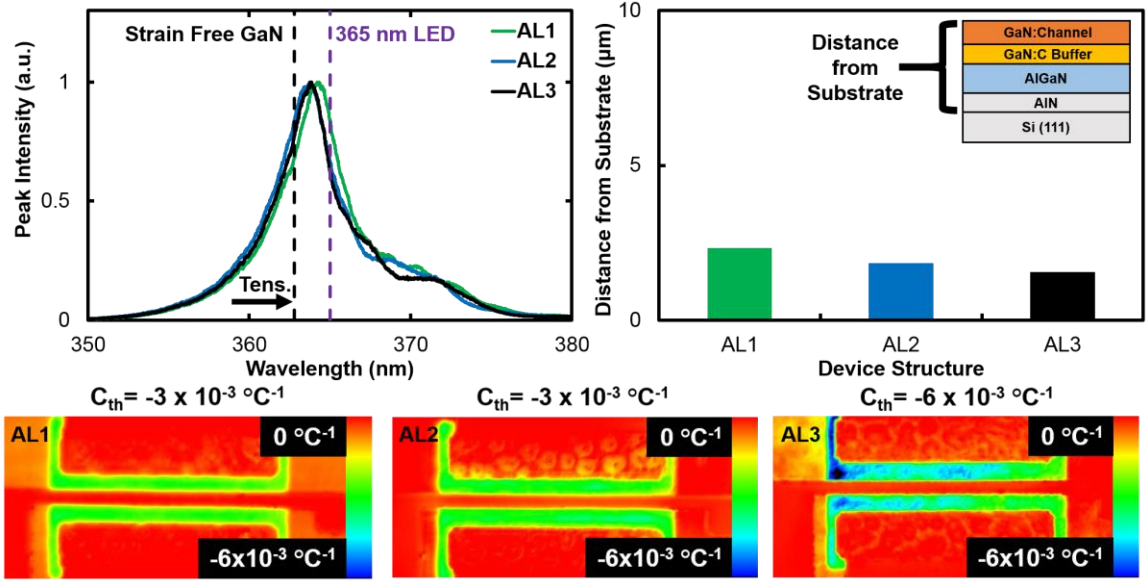 Strain Free GaN
365 nm LED
AL1
AL2
AL3
Tens.
Peak Intensity (a.u.)
1
0.5
0
350
360
370
380
Wavelength (nm)
Distance from Substrate (µm)
10
5
0
Distance
from
Substrate
GaN:Channel
GaN:C Buffer
AlGaN
AlN
Si (111)
AL1
AL2
AL3
Device Structure
C_th= -3 x 10⁻³ °C⁻¹
C_th= -3 x 10⁻³ °C⁻¹
C_th= -6 x 10⁻³ °C⁻¹
AL1
0 °C⁻¹
-6x10⁻³ °C⁻¹
AL2
0 °C⁻¹
-6x10⁻³ °C⁻¹
AL3
0 °C⁻¹
-6x10⁻³ °C⁻¹